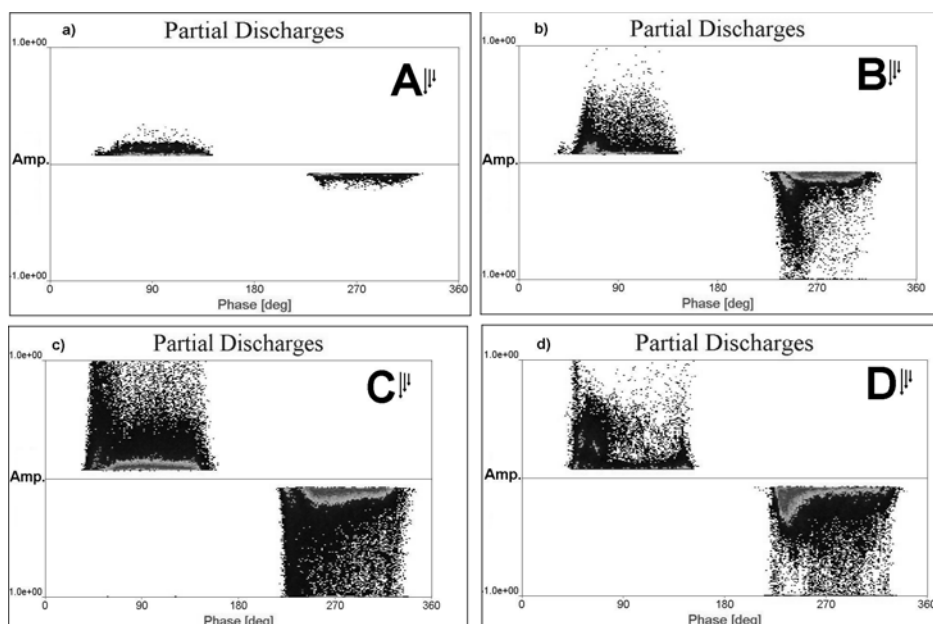 a)
Partial Discharges
1.0e+00
A
Amp.
-1.0e+00
0 90 180 270 360
Phase [deg]
b)
Partial Discharges
1.0e+00
B
Amp.
1.0e+00
0 90 180 270 360
Phase [deg]
c)
Partial Discharges
1.0e+00
C
Amp.
1.0e+00
0 90 180 270 360
Phase [deg]
d)
Partial Discharges
1.0e+00
D
Amp.
-1.0e+00
0 90 180 270 360
Phase [deg]